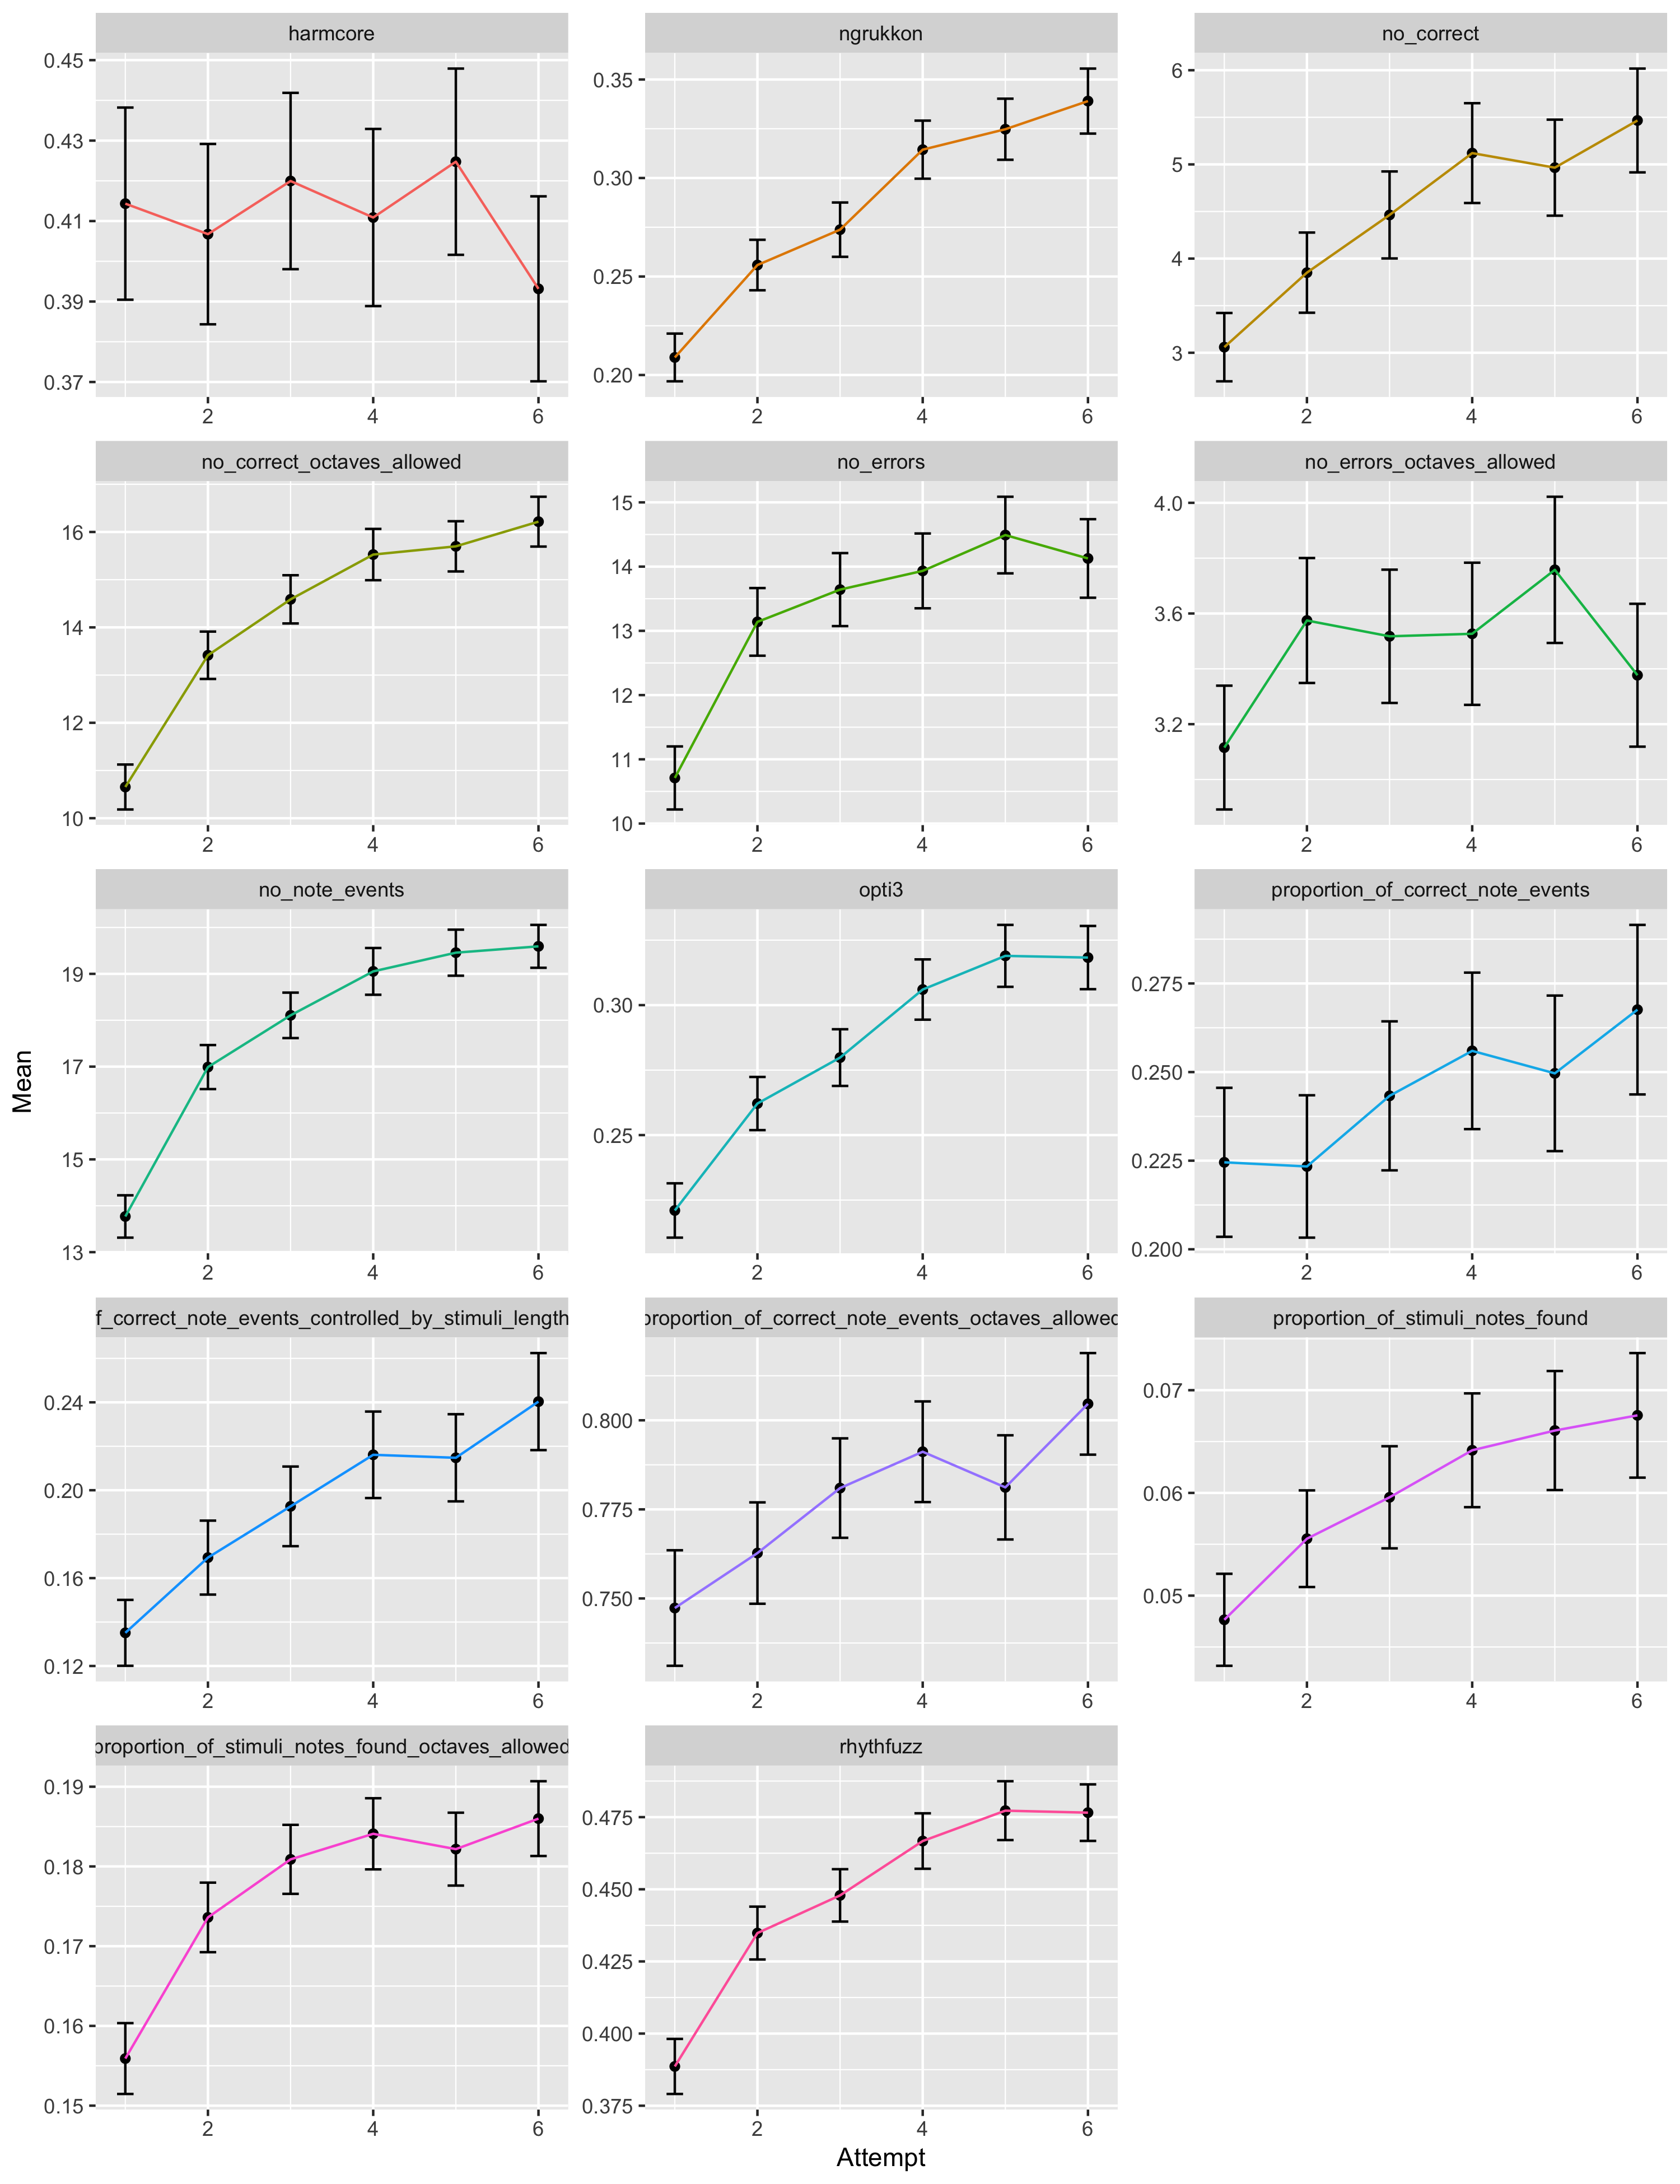 harmcore
ngrukkon
no_correct
0.45
0.43
0.41
0.39
0.37
2 4 6
0.35
0.30
0.25
0.20
2 4 6
6
5
4
3
2 4 6
no_correct_octaves_allowed
no_errors
no_errors_octaves_allowed
16
14
12
10
2 4 6
15
14
13
12
11
10
2 4 6
4.0
3.6
3.2
2 4 6
no_note_events
opti3
proportion_of_correct_note_events
19
17
15
13
2 4 6
0.30
0.25
2 4 6
0.275
0.250
0.225
0.200
2 4 6
Mean
f_correct_note_events_controlled_by_stimuli_length
proportion_of_correct_note_events_octaves_allowed
proportion_of_stimuli_notes_found
0.24
0.20
0.16
0.12
2 4 6
0.800
0.775
0.750
2 4 6
0.07
0.06
0.05
2 4 6
proportion_of_stimuli_notes_found_octaves_allowed
rhythfuzz
0.19
0.18
0.17
0.16
0.15
2 4 6
0.475
0.450
0.425
0.400
0.375
2 4 6
Attempt